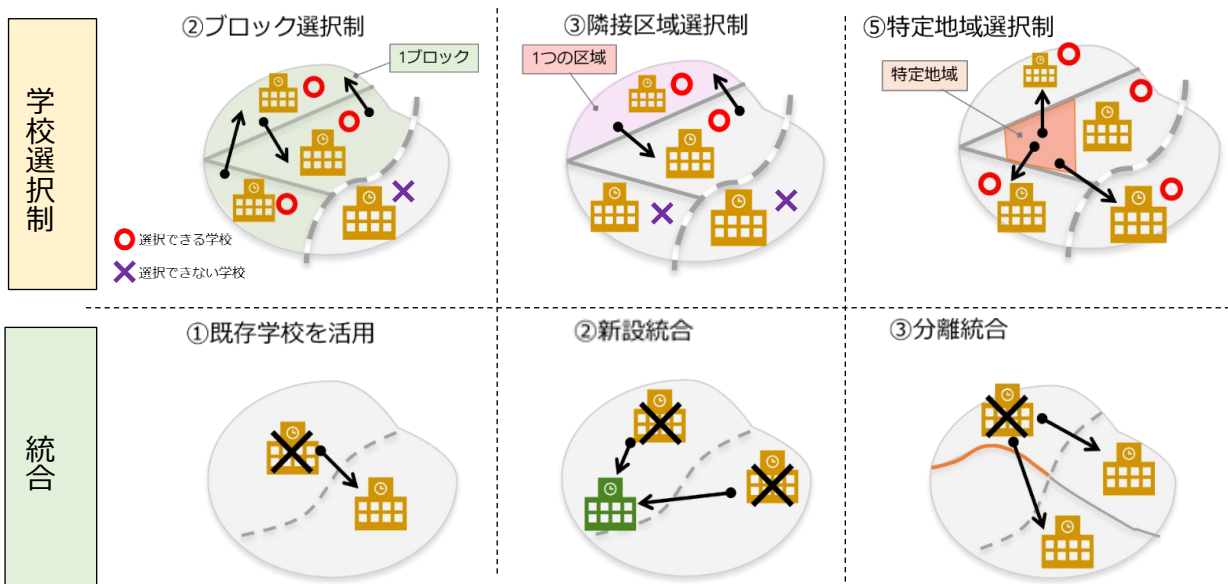 学校選択制
②ブロック選択制
1ブロック
選択できる学校
選択できない学校
③隣接区域選択制
1つの区域
⑤特定地域選択制
特定地域
統合
①既存学校を活用
②新設統合
③分離統合